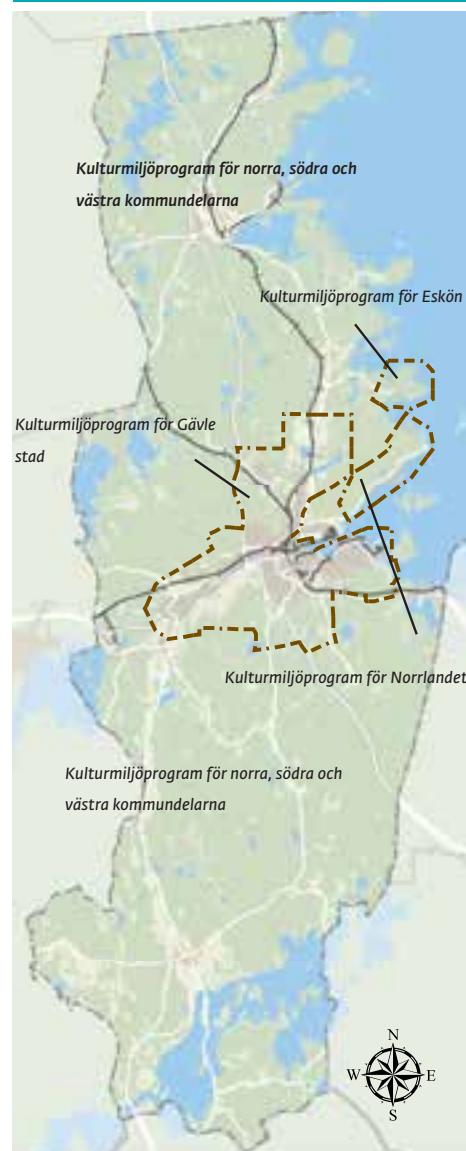 Kulturmiljöprogram för norra, södra och
västra kommundelarna
Kulturmiljöprogram för Eskön
Kulturmiljöprogram för Gävle
stad
Kulturmiljöprogram för Norrlandet
Kulturmiljöprogram för norra, södra och
västra kommundelarna
N
W E
S